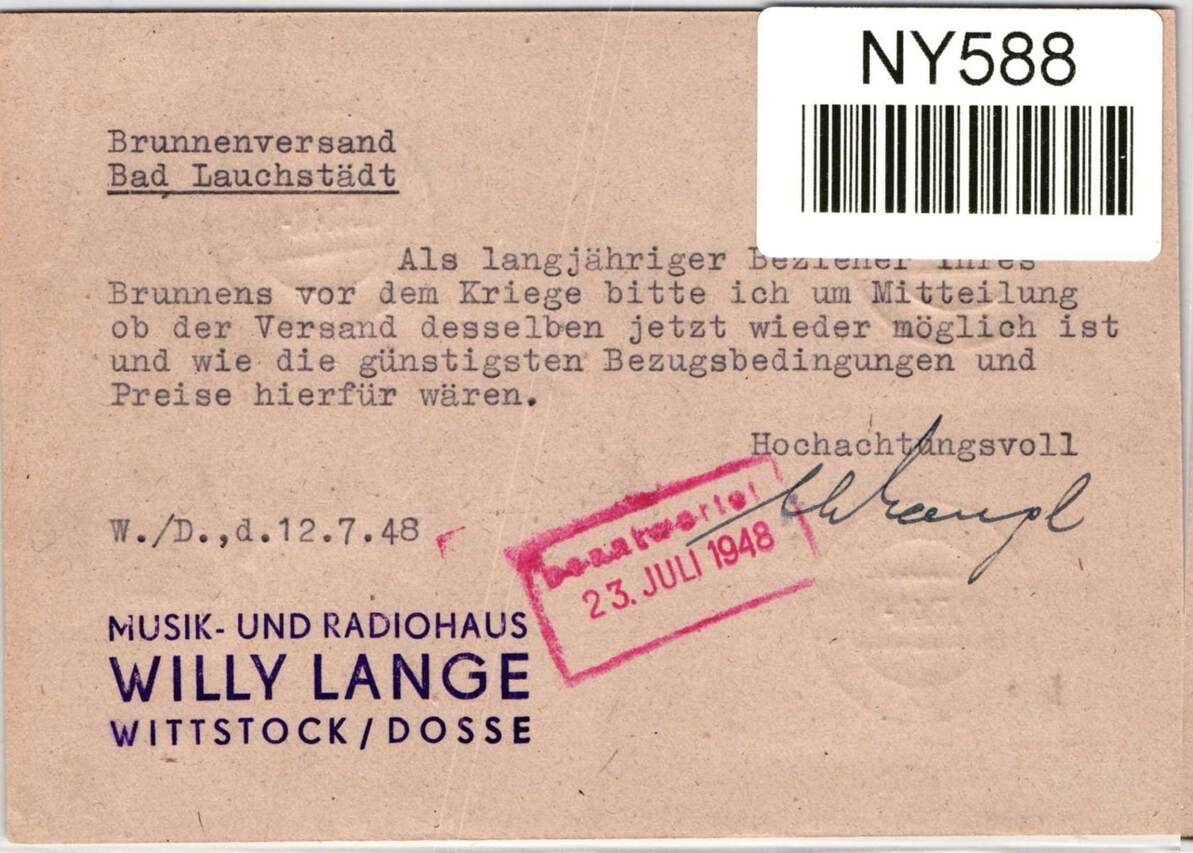 NY588
Brunnenversand
Bad Lauchstädt
Als langjähriger Bezieher Ihres
Brunnens vor dem Kriege bitte ich um Mitteilung
ob der Versand desselben jetzt wieder möglich ist
und wie die günstigsten Bezugsbedingungen und
Preise hierfür wären.
Hochachtungsvoll
W./D.,d.12.7.48
beantwortet
23. JULI 1948
MUSIK- UND RADIOHAUS
WILLY LANGE
WITTSTOCK/DOSSE